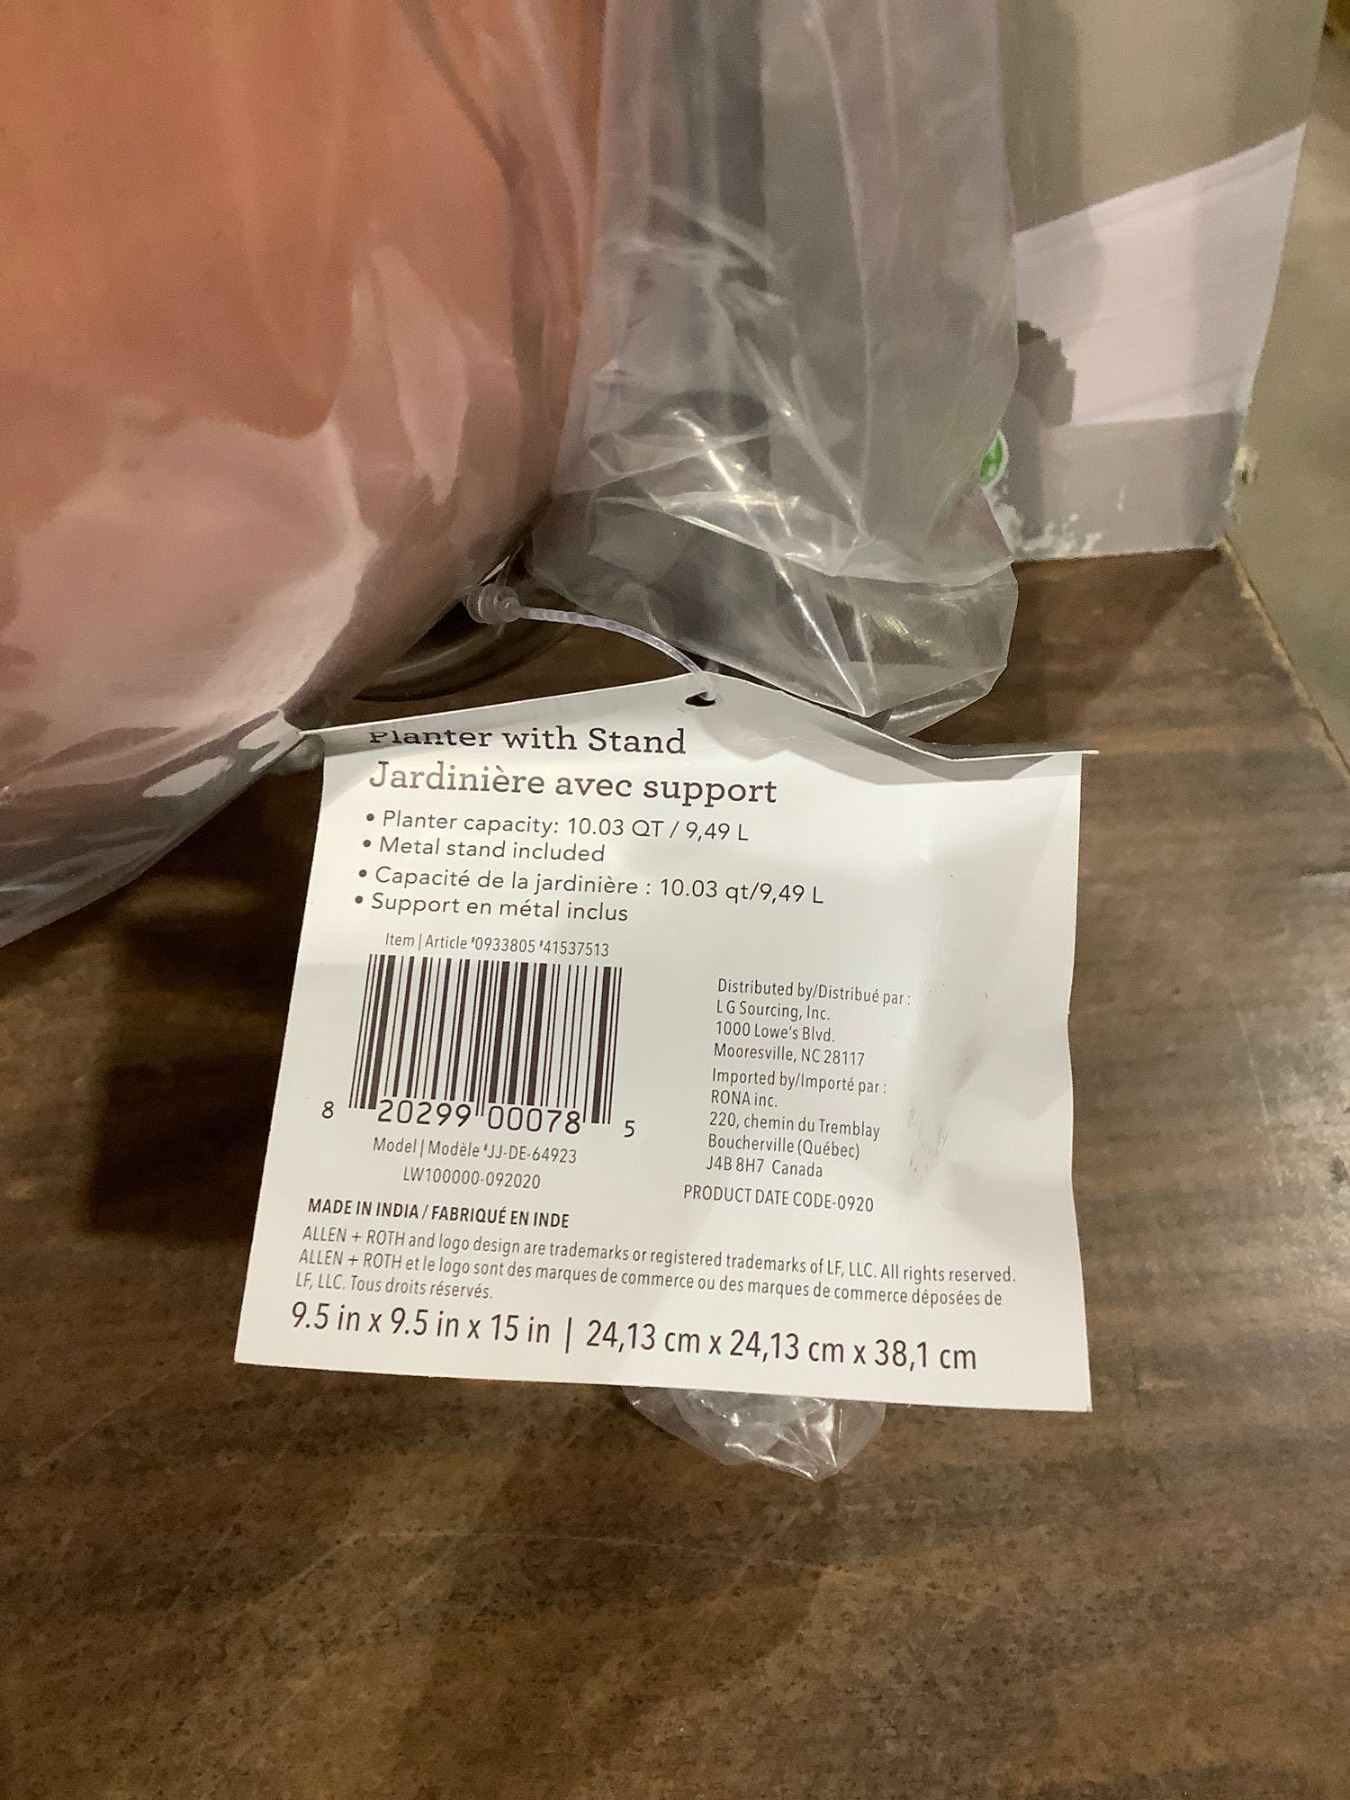 Planter with Stand
Jardinière avec support
• Planter capacity: 10.03 QT / 9,49 L
• Metal stand included
• Capacité de la jardinière : 10.03 qt/9,49 L
• Support en métal inclus
Item | Article #0933805 #41537513
8 20299 00078 5
Model | Modèle #JJ-DE-64923
LW100000-092020
Distributed by/Distribué par :
L G Sourcing, Inc.
1000 Lowe's Blvd.
Mooresville, NC 28117
Imported by/Importé par :
RONA inc.
220, chemin du Tremblay
Boucherville (Québec)
J4B 8H7 Canada
PRODUCT DATE CODE-0920
MADE IN INDIA / FABRIQUÉ EN INDE
ALLEN + ROTH and logo design are trademarks or registered trademarks of LF, LLC. All rights reserved.
ALLEN + ROTH et le logo sont des marques de commerce ou des marques de commerce déposées de
LF, LLC. Tous droits réservés.
9.5 in x 9.5 in x 15 in | 24,13 cm x 24,13 cm x 38,1 cm